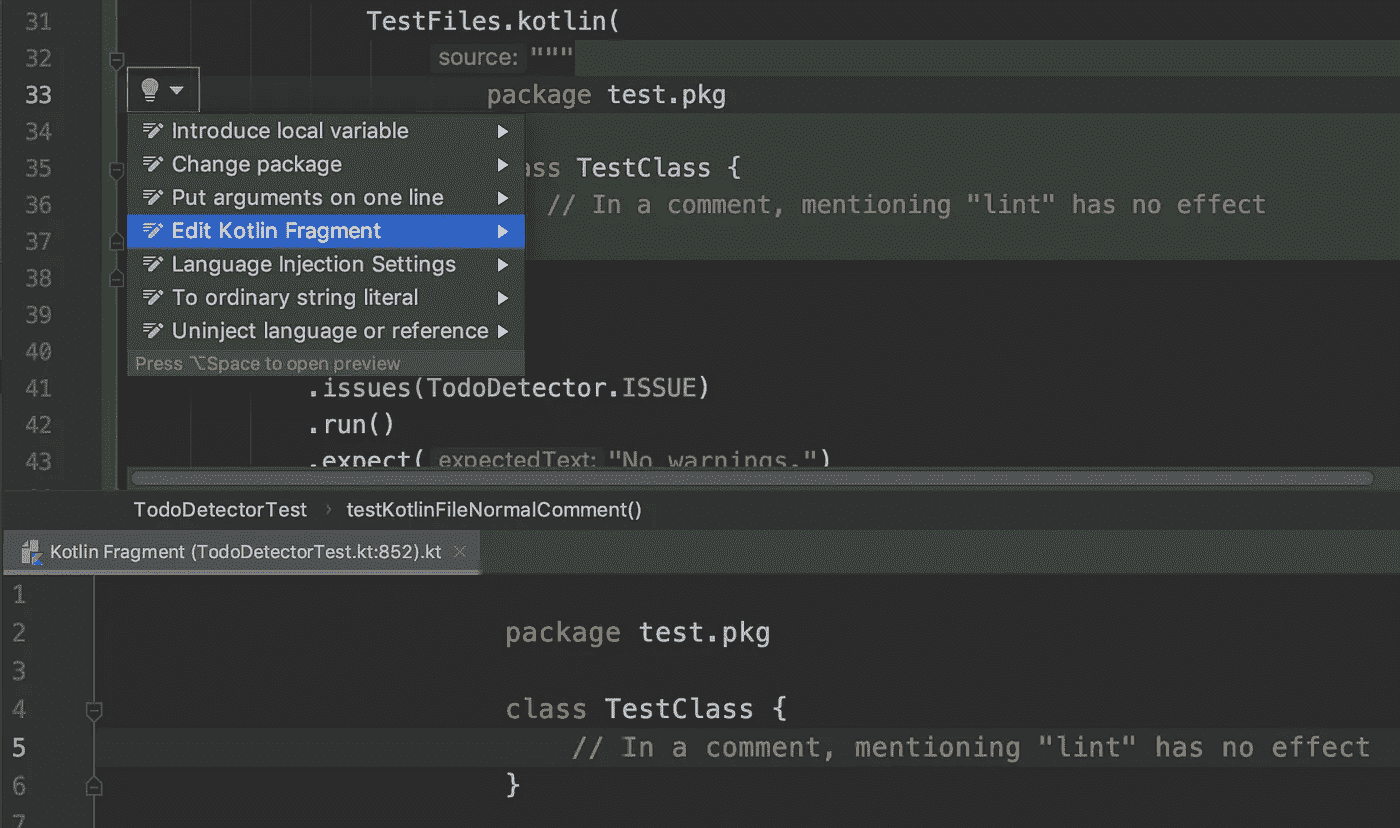 31 TestFiles.kotlin(
32 source: """
33 package test.pkg
34 Introduce local variable
Change package
35 ass TestClass {
36 Put arguments on one line // In a comment, mentioning "lint" has no effect
37 Edit Kotlin Fragment
38 Language Injection Settings
39 To ordinary string literal
40 Uninject language or reference
Press ⌥Space to open preview
41 .issues(TodoDetector.ISSUE)
42 .run()
43 .expect( expectedText: "No warnings.")
TodoDetectorTest › testKotlinFileNormalComment()
Kotlin Fragment (TodoDetectorTest.kt:852).kt ×
1
2 package test.pkg
3
4 class TestClass {
5 // In a comment, mentioning "lint" has no effect
6 }
7